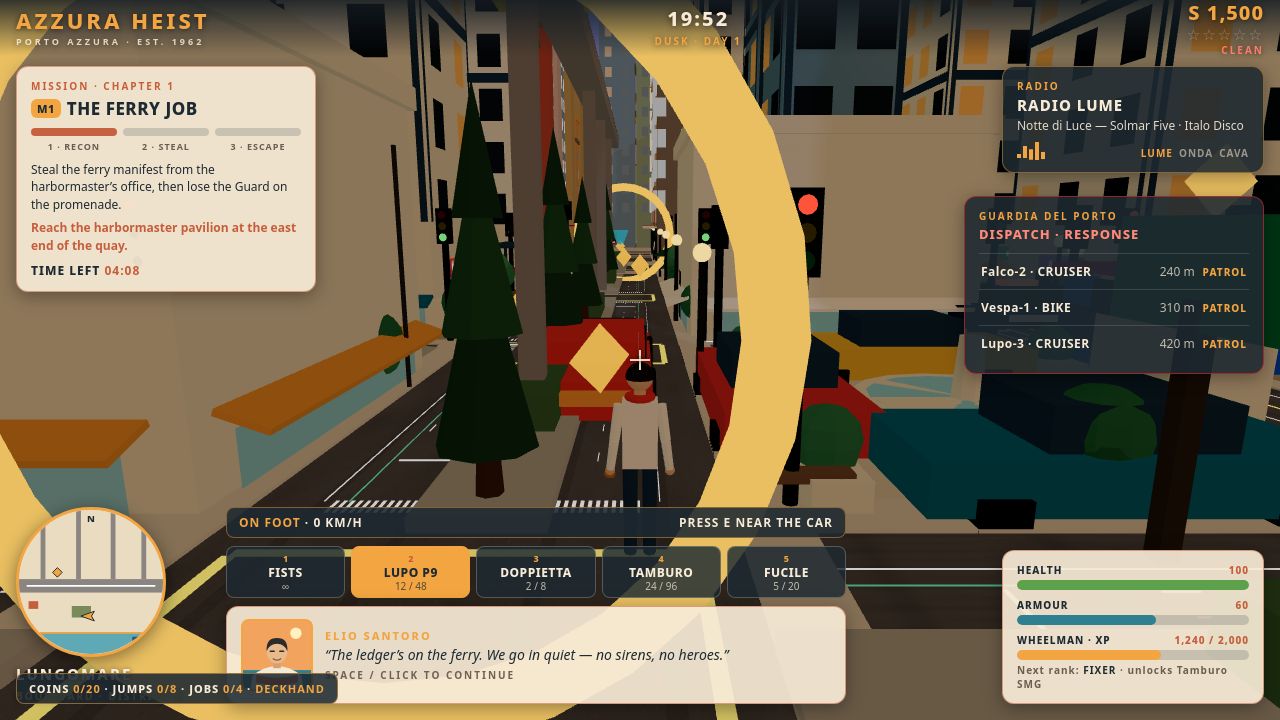 AZZURA HEIST
PORTO AZZURA · EST. 1962
19:52
DUSK · DAY 1
S 1,500
☆☆☆☆☆
CLEAN
MISSION · CHAPTER 1
M1 THE FERRY JOB
1 · RECON 2 · STEAL 3 · ESCAPE
Steal the ferry manifest from the
harbormaster's office, then lose the Guard on
the promenade.
Reach the harbormaster pavilion at the east
end of the quay.
TIME LEFT 04:08
RADIO
RADIO LUME
Notte di Luce — Solmar Five · Italo Disco
LUME ONDA CAVA
GUARDIA DEL PORTO
DISPATCH · RESPONSE
Falco-2 · CRUISER 240 m PATROL
Vespa-1 · BIKE 310 m PATROL
Lupo-3 · CRUISER 420 m PATROL
N
LUNGOMARE
COINS 0/20 · JUMPS 0/8 · JOBS 0/4 · DECKHAND
ON FOOT · 0 KM/H PRESS E NEAR THE CAR
1 FISTS ∞
2 LUPO P9 12 / 48
3 DOPPIETTA 2 / 8
4 TAMBURO 24 / 96
5 FUCILE 5 / 20
ELIO SANTORO
“The ledger's on the ferry. We go in quiet — no sirens, no heroes.”
SPACE / CLICK TO CONTINUE
HEALTH 100
ARMOUR 60
WHEELMAN · XP 1,240 / 2,000
Next rank: FIXER · unlocks Tamburo
SMG